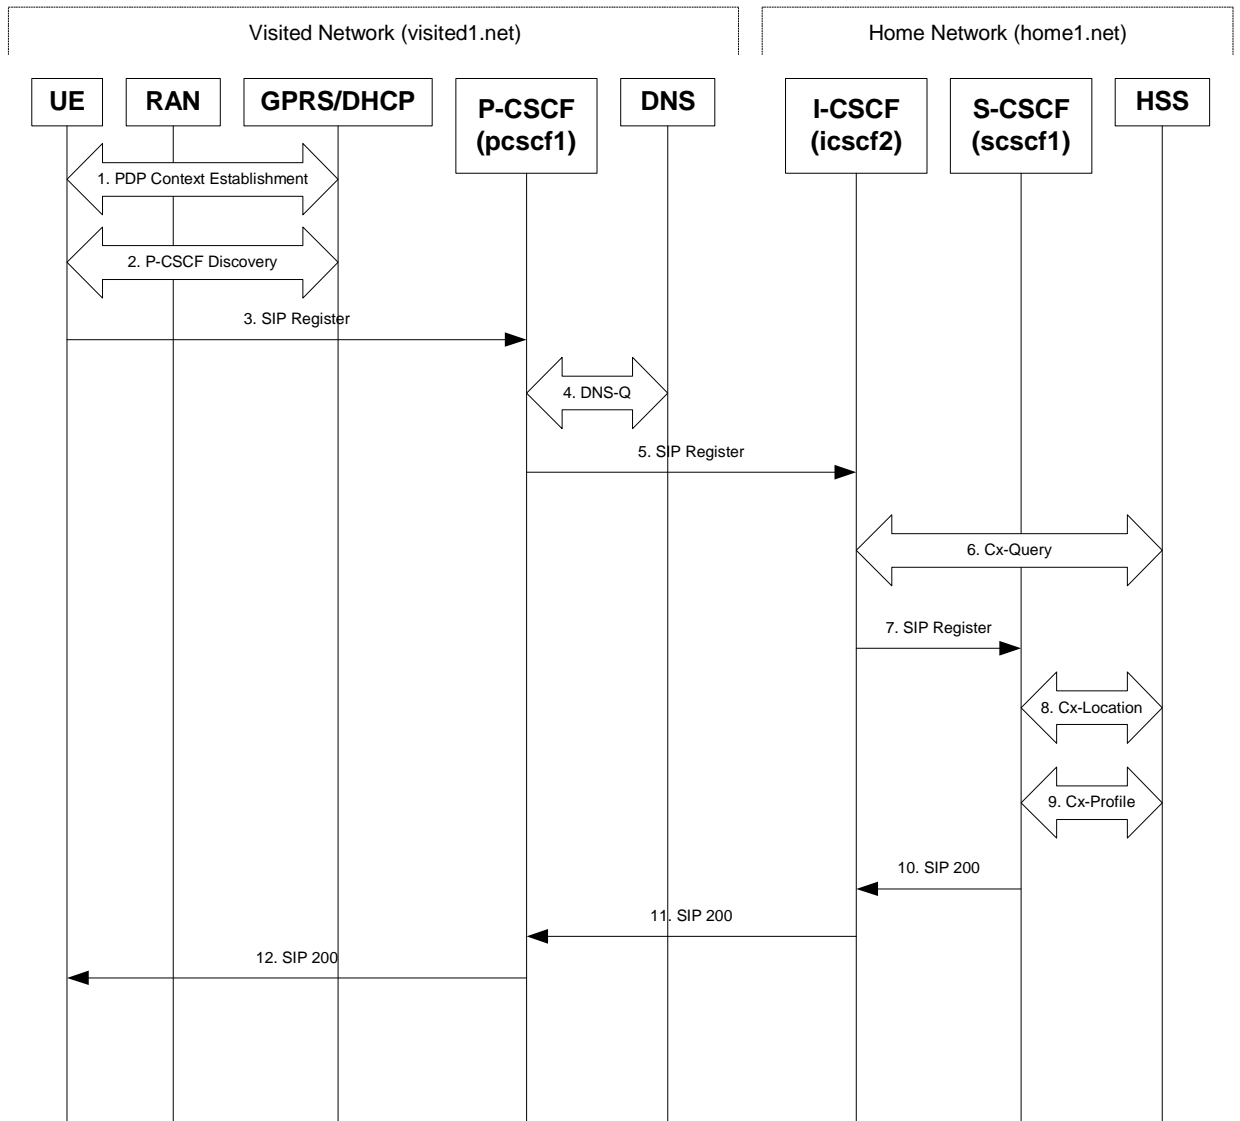 Visited Network (visited1.net)
Home Network (home1.net)
UE
RAN
GPRS/DHCP
P-CSCF
(pcscf1)
DNS
I-CSCF
(icscf2)
S-CSCF
(scscf1)
HSS
1. PDP Context Establishment
2. P-CSCF Discovery
3. SIP Register
4. DNS-Q
5. SIP Register
6. Cx-Query
7. SIP Register
8. Cx-Location
9. Cx-Profile
10. SIP 200
11. SIP 200
12. SIP 200